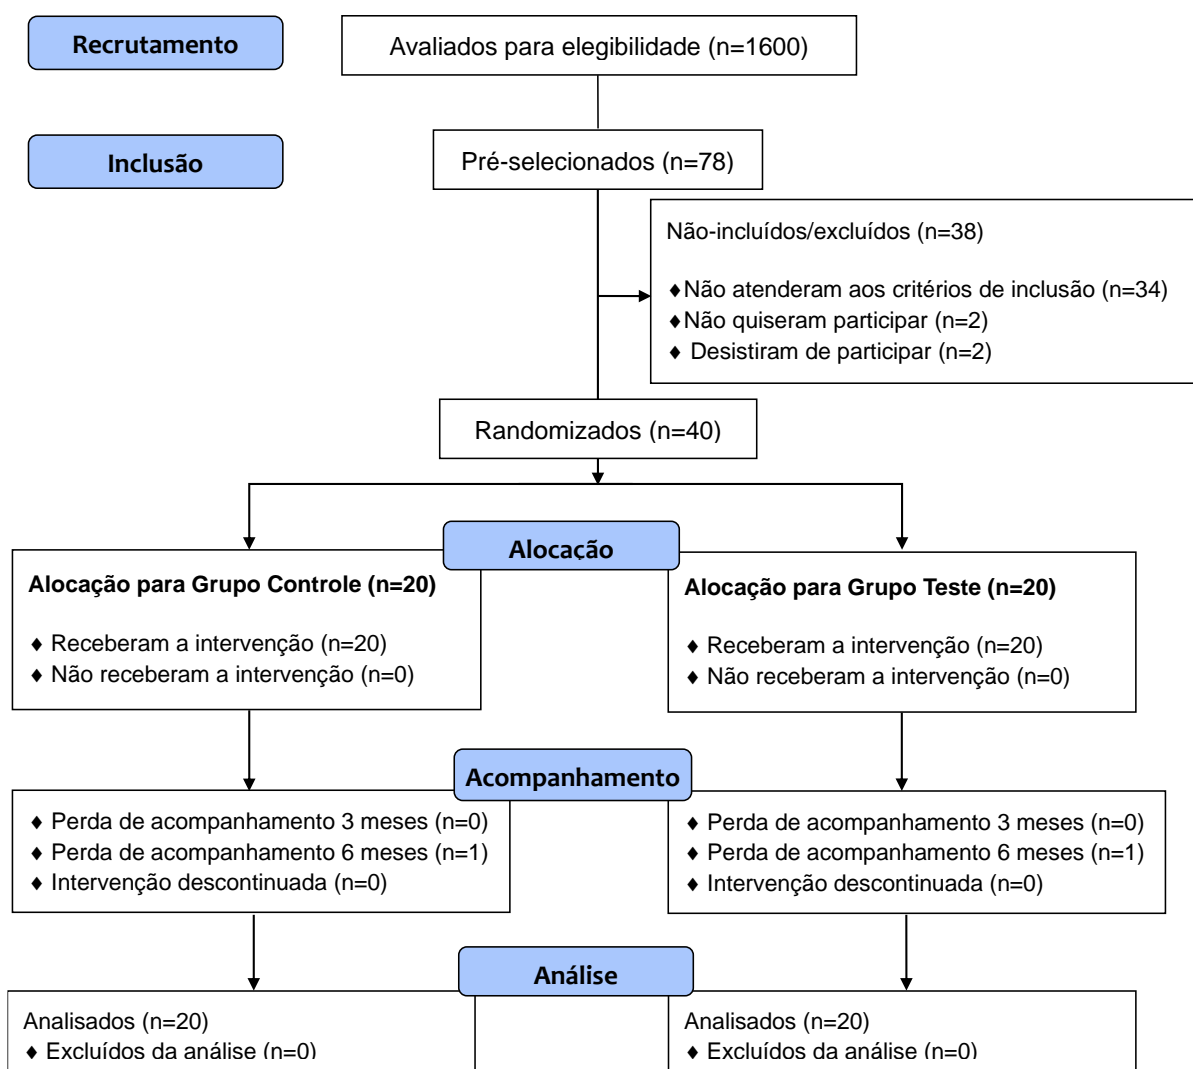 Recrutamento
Avaliados para elegibilidade (n=1600)
Inclusão
Pré-selecionados (n=78)
Não-incluídos/excluídos (n=38)
♦Não atenderam aos critérios de inclusão (n=34)
♦Não quiseram participar (n=2)
♦ Desistiram de participar (n=2)
Randomizados (n=40)
Alocação
Alocação para Grupo Controle (n=20)
♦ Receberam a intervenção (n=20)
♦ Não receberam a intervenção (n=0)
Alocação para Grupo Teste (n=20)
♦ Receberam a intervenção (n=20)
♦ Não receberam a intervenção (n=0)
Acompanhamento
♦ Perda de acompanhamento 3 meses (n=0)
♦ Perda de acompanhamento 6 meses (n=1)
♦ Intervenção descontinuada (n=0)
♦ Perda de acompanhamento 3 meses (n=0)
♦ Perda de acompanhamento 6 meses (n=1)
♦ Intervenção descontinuada (n=0)
Análise
Analisados (n=20)
♦ Excluídos da análise (n=0)
Analisados (n=20)
♦ Excluídos da análise (n=0)